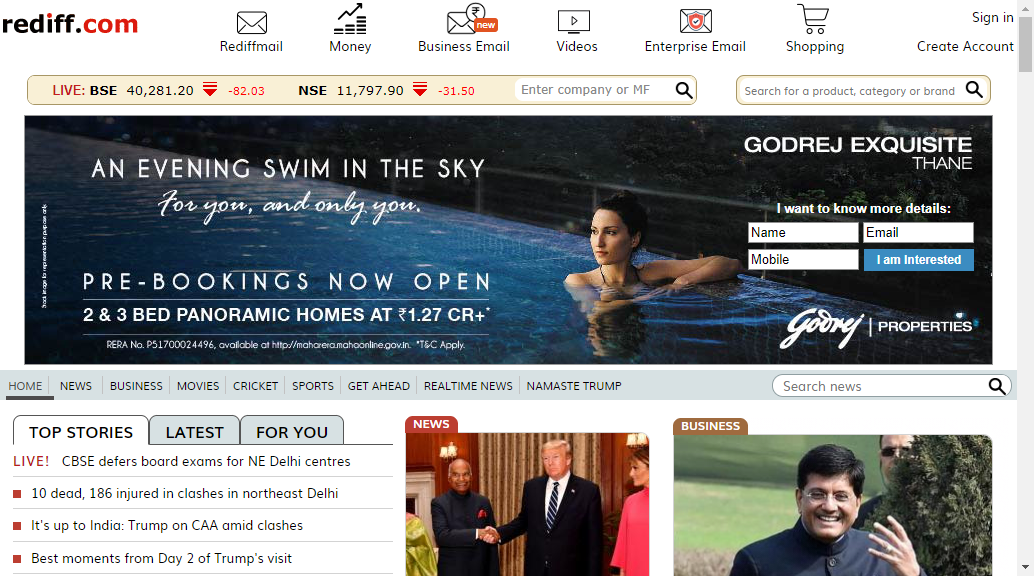 rediff.com
Rediffmail
Money
new
Business Email
Videos
Enterprise Email
Shopping
Sign in
Create Account
LIVE: BSE 40,281.20 -82.03 NSE 11,797.90 -31.50
Enter company or MF
Search for a product, category or brand
AN EVENING SWIM IN THE SKY
For you, and only you.
PRE-BOOKINGS NOW OPEN
2 & 3 BED PANORAMIC HOMES AT ₹1.27 CR+*
RERA No. P51700024496, available at http://maharera.mahaonline.gov.in. *T&C Apply.
Stock image for representation purpose only.
GODREJ EXQUISITE
THANE
I want to know more details:
Name Email
Mobile I am Interested
Godrej | PROPERTIES
HOME NEWS BUSINESS MOVIES CRICKET SPORTS GET AHEAD REALTIME NEWS NAMASTE TRUMP
Search news
TOP STORIES LATEST FOR YOU
LIVE! CBSE defers board exams for NE Delhi centres
10 dead, 186 injured in clashes in northeast Delhi
It's up to India: Trump on CAA amid clashes
Best moments from Day 2 of Trump's visit
NEWS
BUSINESS